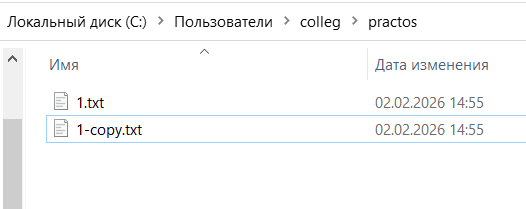 Локальный диск (C:) > Пользователи > colleg > practos
Имя Дата изменения
1.txt 02.02.2026 14:55
1-copy.txt 02.02.2026 14:55